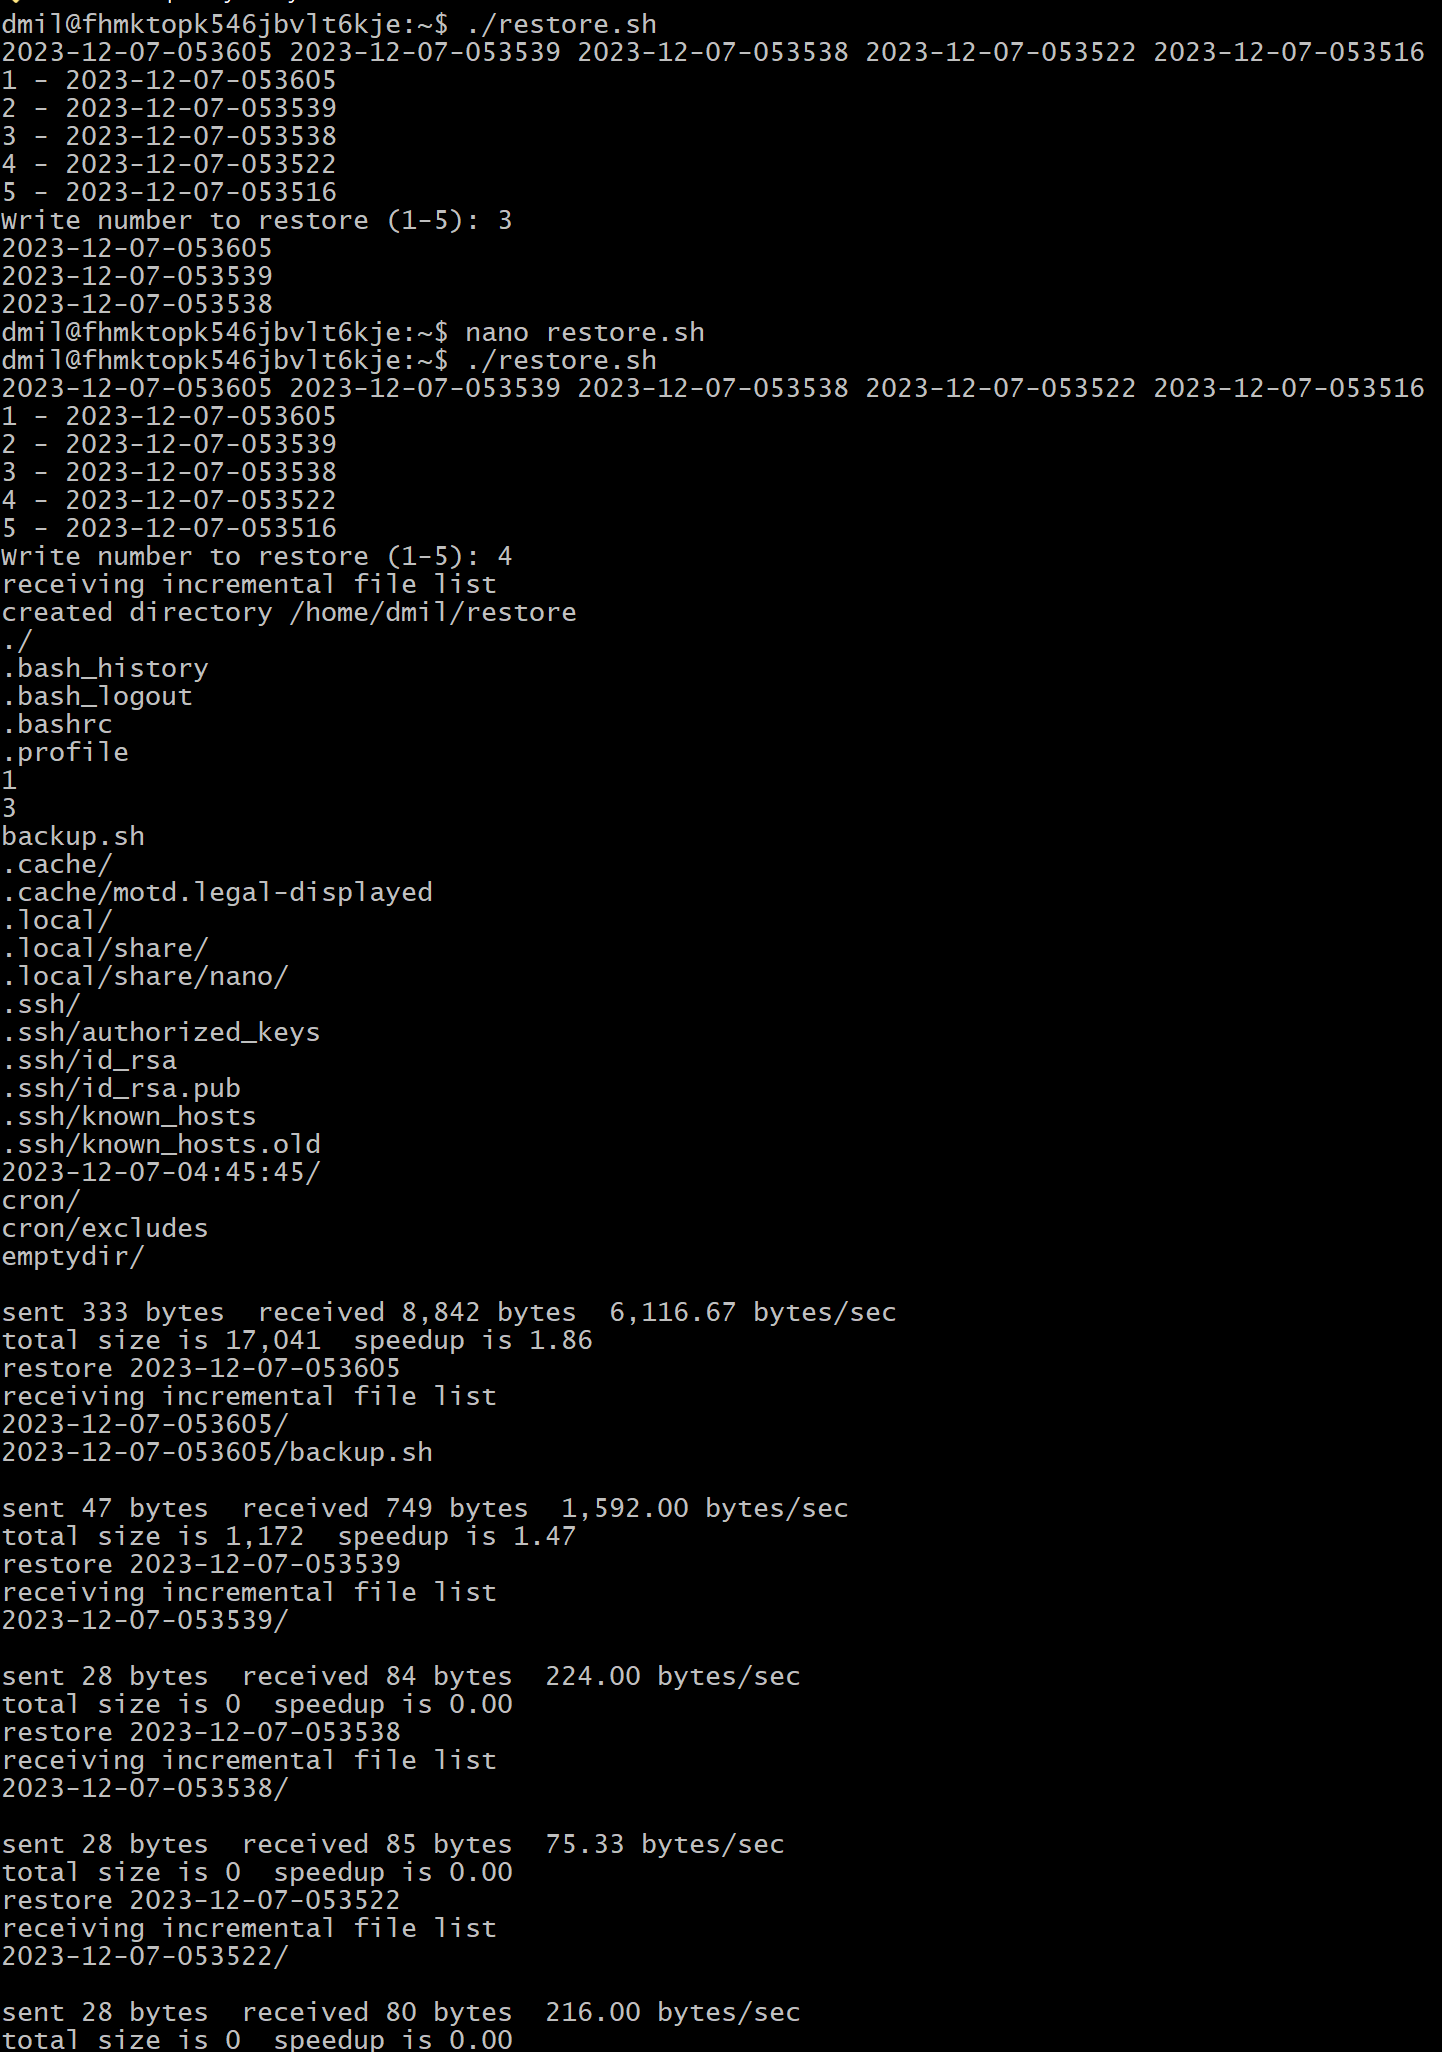 dmil@fhmktopk546jbvlt6kje:~$ ./restore.sh
2023-12-07-053605 2023-12-07-053539 2023-12-07-053538 2023-12-07-053522 2023-12-07-053516
1 - 2023-12-07-053605
2 - 2023-12-07-053539
3 - 2023-12-07-053538
4 - 2023-12-07-053522
5 - 2023-12-07-053516
Write number to restore (1-5): 3
2023-12-07-053605
2023-12-07-053539
2023-12-07-053538
dmil@fhmktopk546jbvlt6kje:~$ nano restore.sh
dmil@fhmktopk546jbvlt6kje:~$ ./restore.sh
2023-12-07-053605 2023-12-07-053539 2023-12-07-053538 2023-12-07-053522 2023-12-07-053516
1 - 2023-12-07-053605
2 - 2023-12-07-053539
3 - 2023-12-07-053538
4 - 2023-12-07-053522
5 - 2023-12-07-053516
Write number to restore (1-5): 4
receiving incremental file list
created directory /home/dmil/restore
./
.bash_history
.bash_logout
.bashrc
.profile
1
3
backup.sh
.cache/
.cache/motd.legal-displayed
.local/
.local/share/
.local/share/nano/
.ssh/
.ssh/authorized_keys
.ssh/id_rsa
.ssh/id_rsa.pub
.ssh/known_hosts
.ssh/known_hosts.old
2023-12-07-04:45:45/
cron/
cron/excludes
emptydir/
sent 333 bytes  received 8,842 bytes  6,116.67 bytes/sec
total size is 17,041  speedup is 1.86
restore 2023-12-07-053605
receiving incremental file list
2023-12-07-053605/
2023-12-07-053605/backup.sh
sent 47 bytes  received 749 bytes  1,592.00 bytes/sec
total size is 1,172  speedup is 1.47
restore 2023-12-07-053539
receiving incremental file list
2023-12-07-053539/
sent 28 bytes  received 84 bytes  224.00 bytes/sec
total size is 0  speedup is 0.00
restore 2023-12-07-053538
receiving incremental file list
2023-12-07-053538/
sent 28 bytes  received 85 bytes  75.33 bytes/sec
total size is 0  speedup is 0.00
restore 2023-12-07-053522
receiving incremental file list
2023-12-07-053522/
sent 28 bytes  received 80 bytes  216.00 bytes/sec
total size is 0  speedup is 0.00